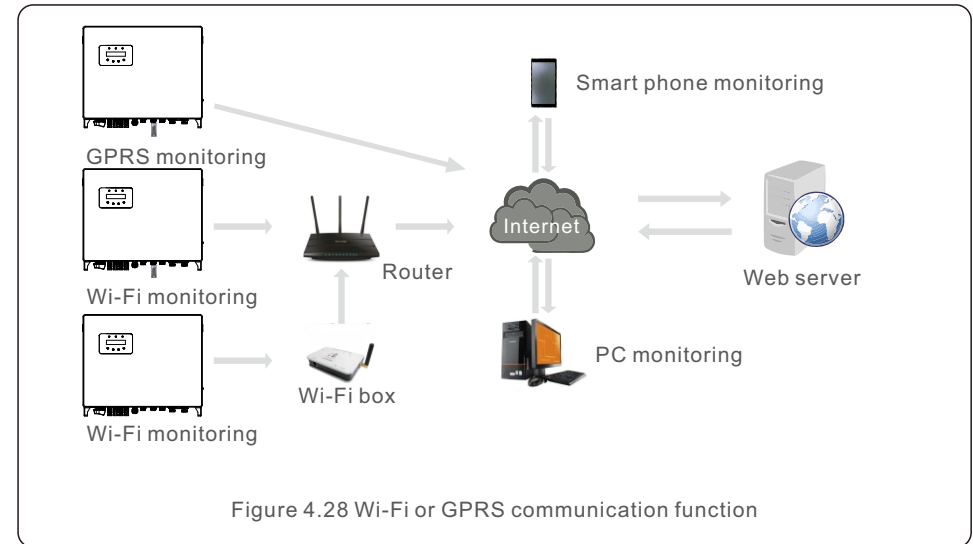 Smart phone monitoring
GPRS monitoring
Internet
Router
Web server
Wi-Fi monitoring
PC monitoring
Wi-Fi box
Wi-Fi monitoring
Figure 4.28 Wi-Fi or GPRS communication function